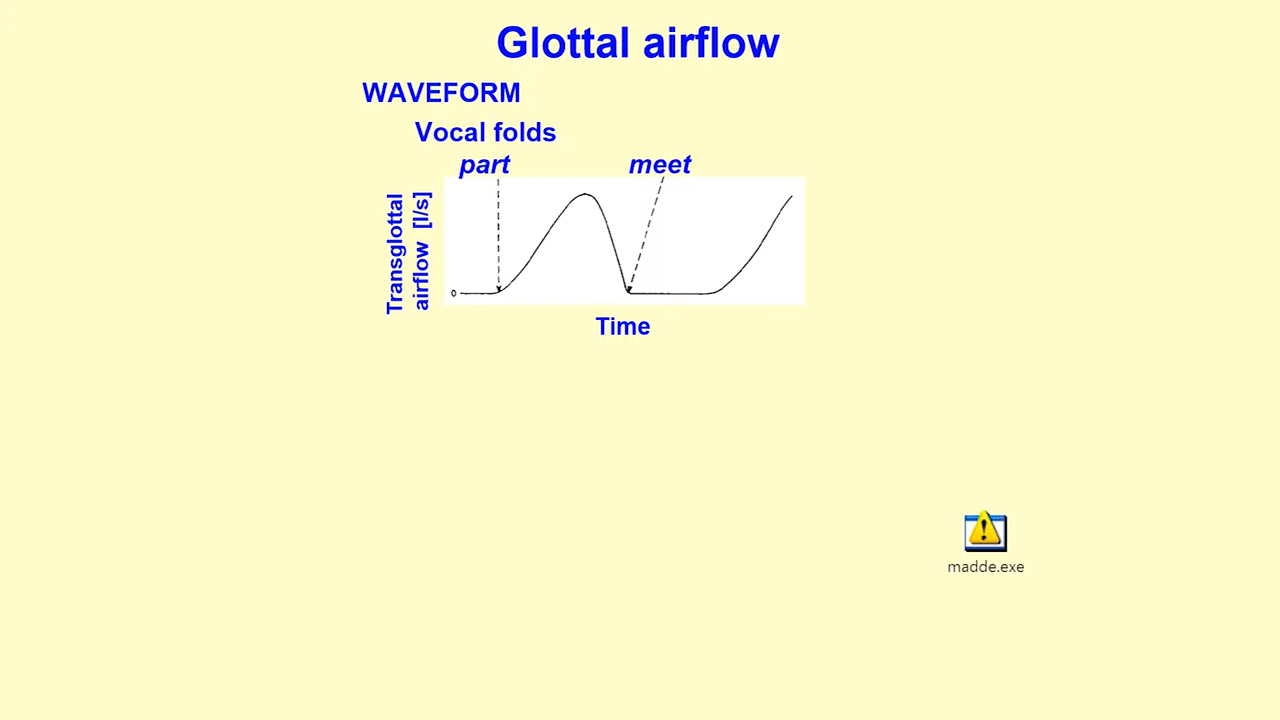 Glottal airflow
WAVEFORM
Vocal folds
part meet
Transglottal
airflow [l/s]
0
Time
madde.exe